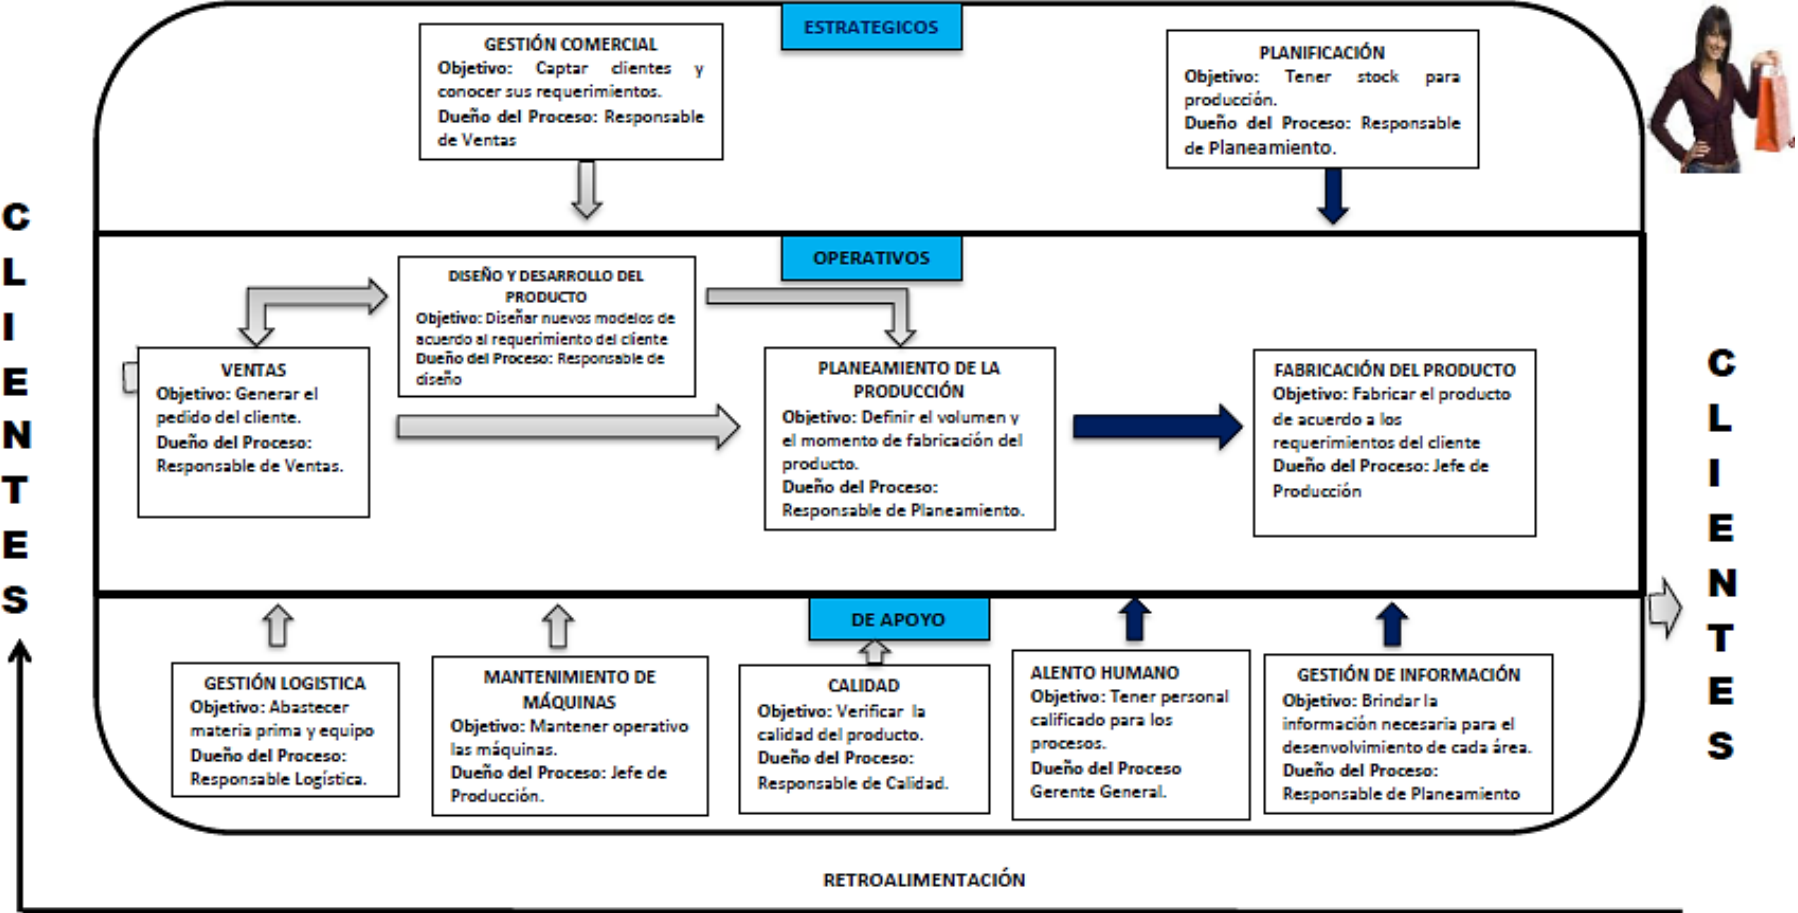 ESTRATEGICOS
GESTIÓN COMERCIAL
Objetivo: Captar clientes y
conocer sus requerimientos.
Dueño del Proceso: Responsable
de Ventas
PLANIFICACIÓN
Objetivo: Tener stock para
producción.
Dueño del Proceso: Responsable
de Planeamiento.
CLIENTES
OPERATIVOS
DISEÑO Y DESARROLLO DEL
PRODUCTO
Objetivo: Diseñar nuevos modelos de
acuerdo al requerimiento del cliente
Dueño del Proceso: Responsable de
diseño
VENTAS
Objetivo: Generar el
pedido del cliente.
Dueño del Proceso:
Responsable de Ventas.
PLANEAMIENTO DE LA
PRODUCCIÓN
Objetivo: Definir el volumen y
el momento de fabricación del
producto.
Dueño del Proceso:
Responsable de Planeamiento.
FABRICACIÓN DEL PRODUCTO
Objetivo: Fabricar el producto
de acuerdo a los
requerimientos del cliente
Dueño del Proceso: Jefe de
Producción
CLIENTES
DE APOYO
GESTIÓN LOGISTICA
Objetivo: Abastecer
materia prima y equipo
Dueño del Proceso:
Responsable Logística.
MANTENIMIENTO DE
MÁQUINAS
Objetivo: Mantener operativo
las máquinas.
Dueño del Proceso: Jefe de
Producción.
CALIDAD
Objetivo: Verificar la
calidad del producto.
Dueño del Proceso:
Responsable de Calidad.
ALENTO HUMANO
Objetivo: Tener personal
calificado para los
procesos.
Dueño del Proceso
Gerente General.
GESTIÓN DE INFORMACIÓN
Objetivo: Brindar la
información necesaria para el
desenvolvimiento de cada área.
Dueño del Proceso:
Responsable de Planeamiento
RETROALIMENTACIÓN